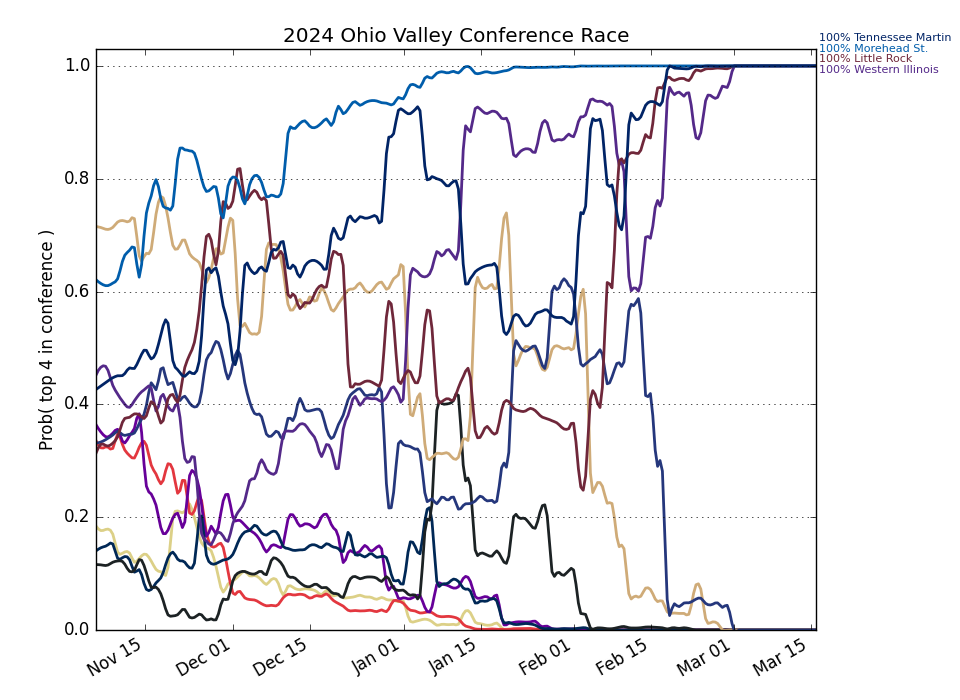 2024 Ohio Valley Conference Race
100% Tennessee Martin
100% Morehead St.
100% Little Rock
100% Western Illinois
Prob( top 4 in conference )
1.0
0.8
0.6
0.4
0.2
0.0
Nov 15
Dec 01
Dec 15
Jan 01
Jan 15
Feb 01
Feb 15
Mar 01
Mar 15